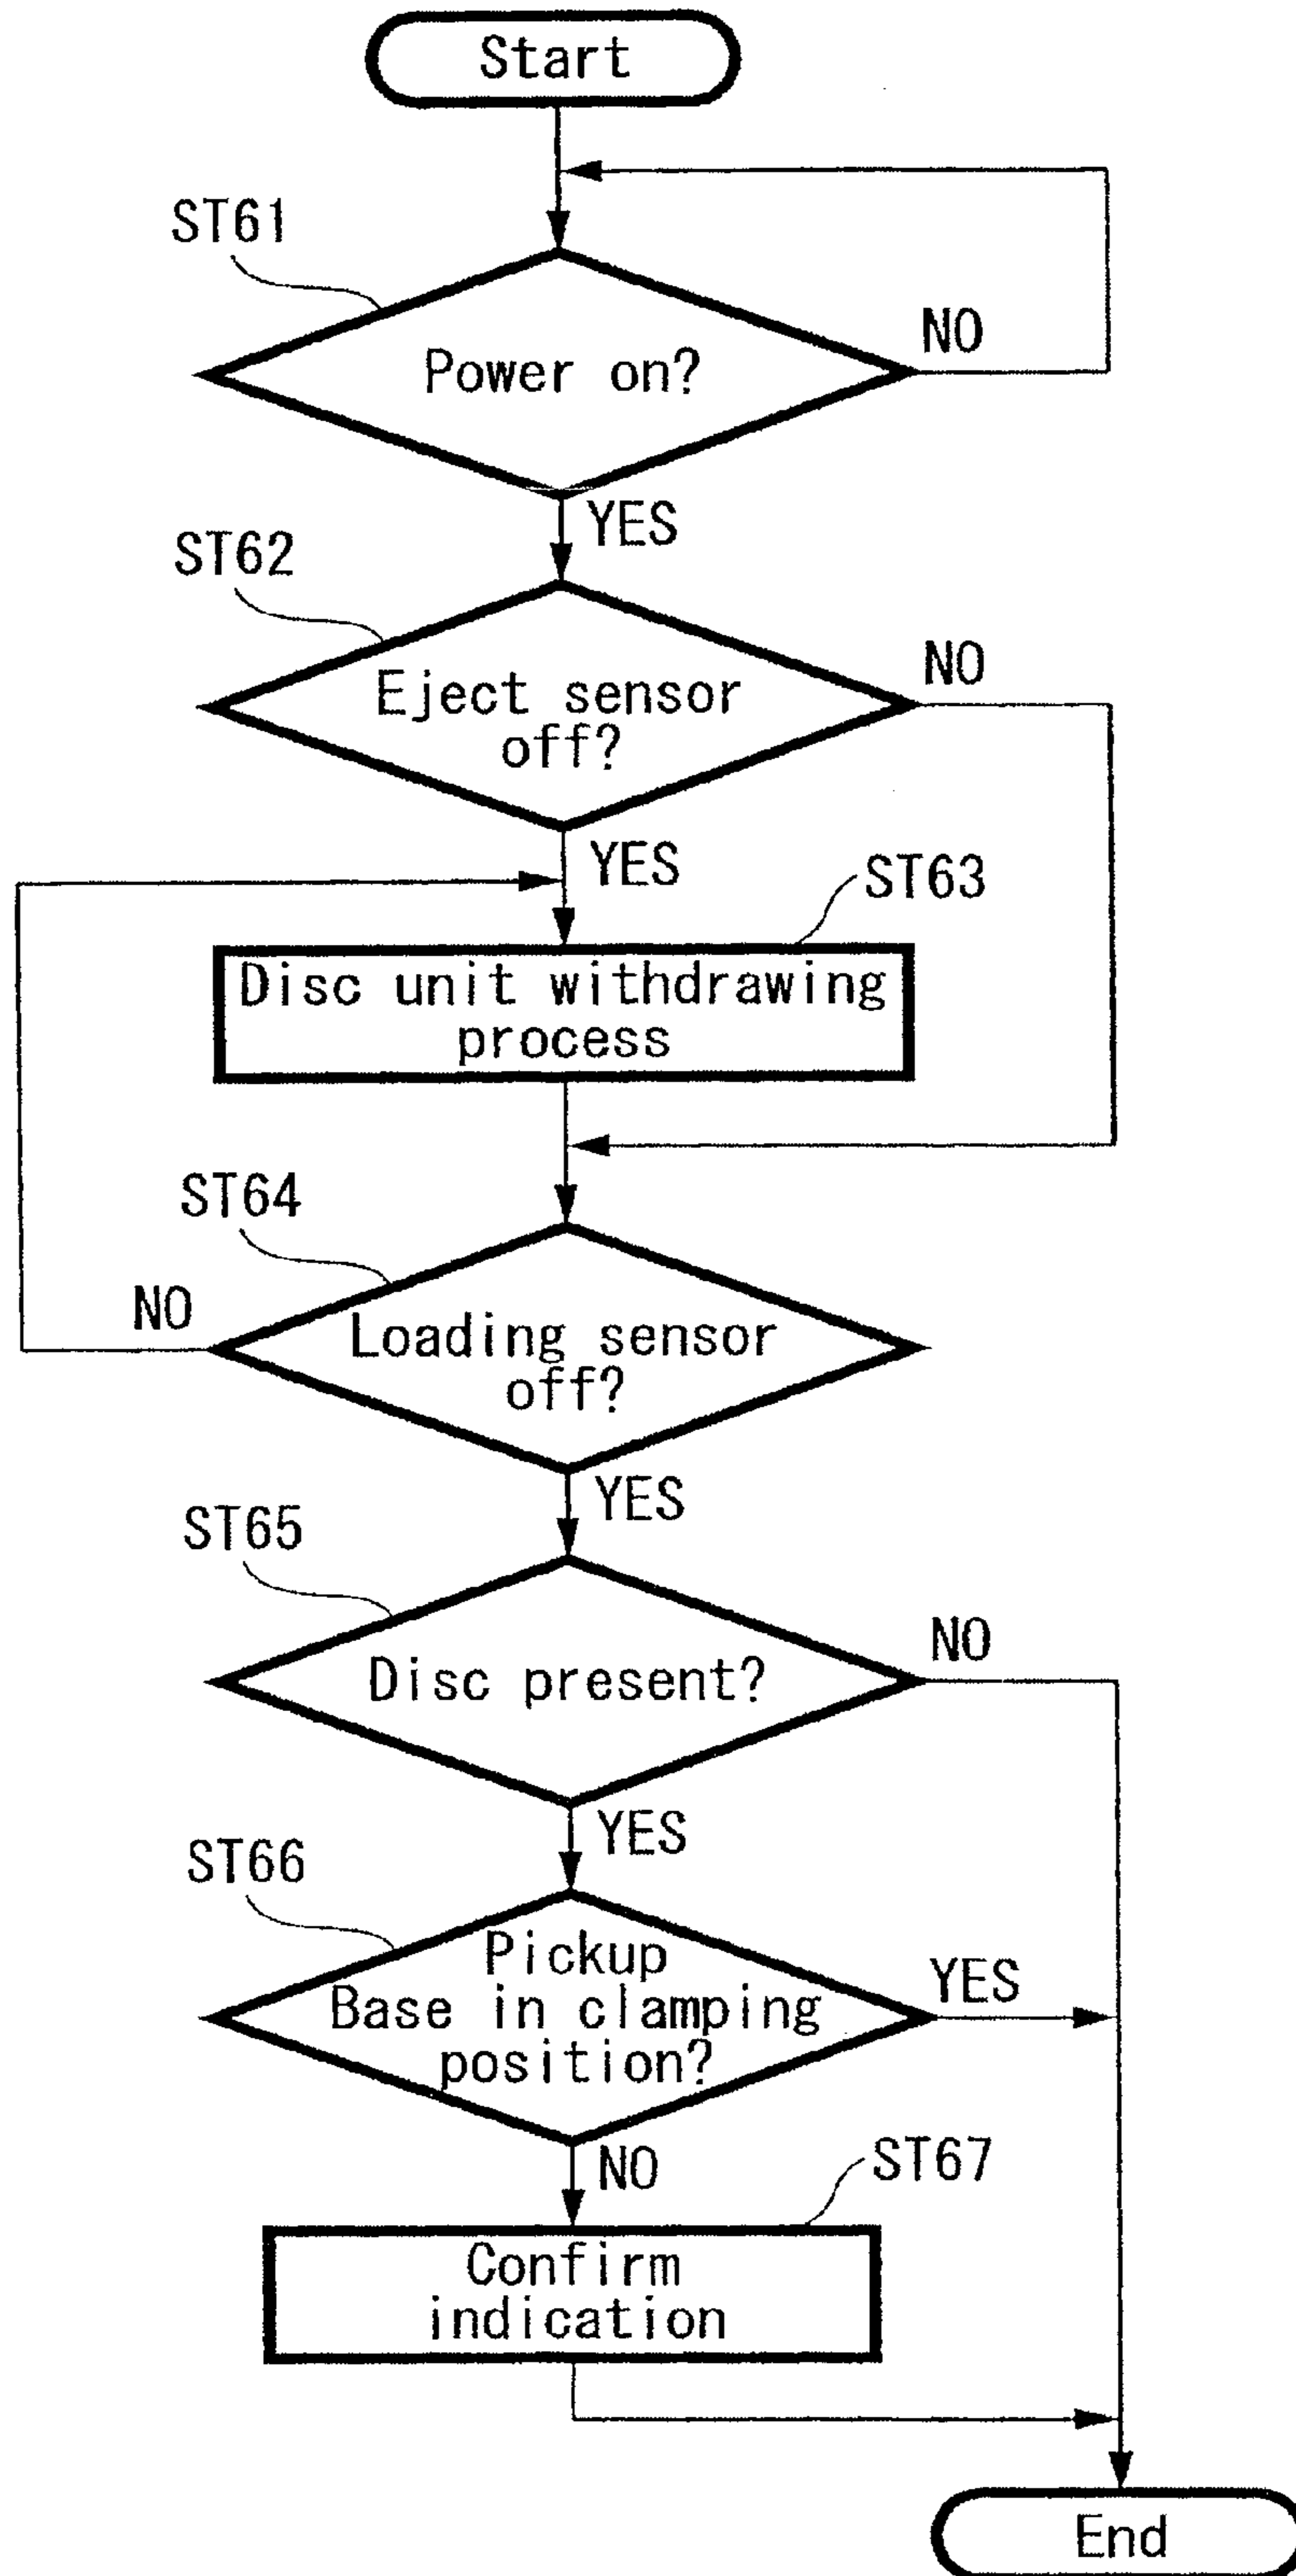 Start
ST61
Power on?
NO
YES
ST62
Eject sensor
off?
NO
YES
ST63
Disc unit withdrawing
process
ST64
NO
Loading sensor
off?
YES
ST65
Disc present?
NO
YES
ST66
Pickup
Base in clamping
position?
YES
NO
ST67
Confirm
indication
End